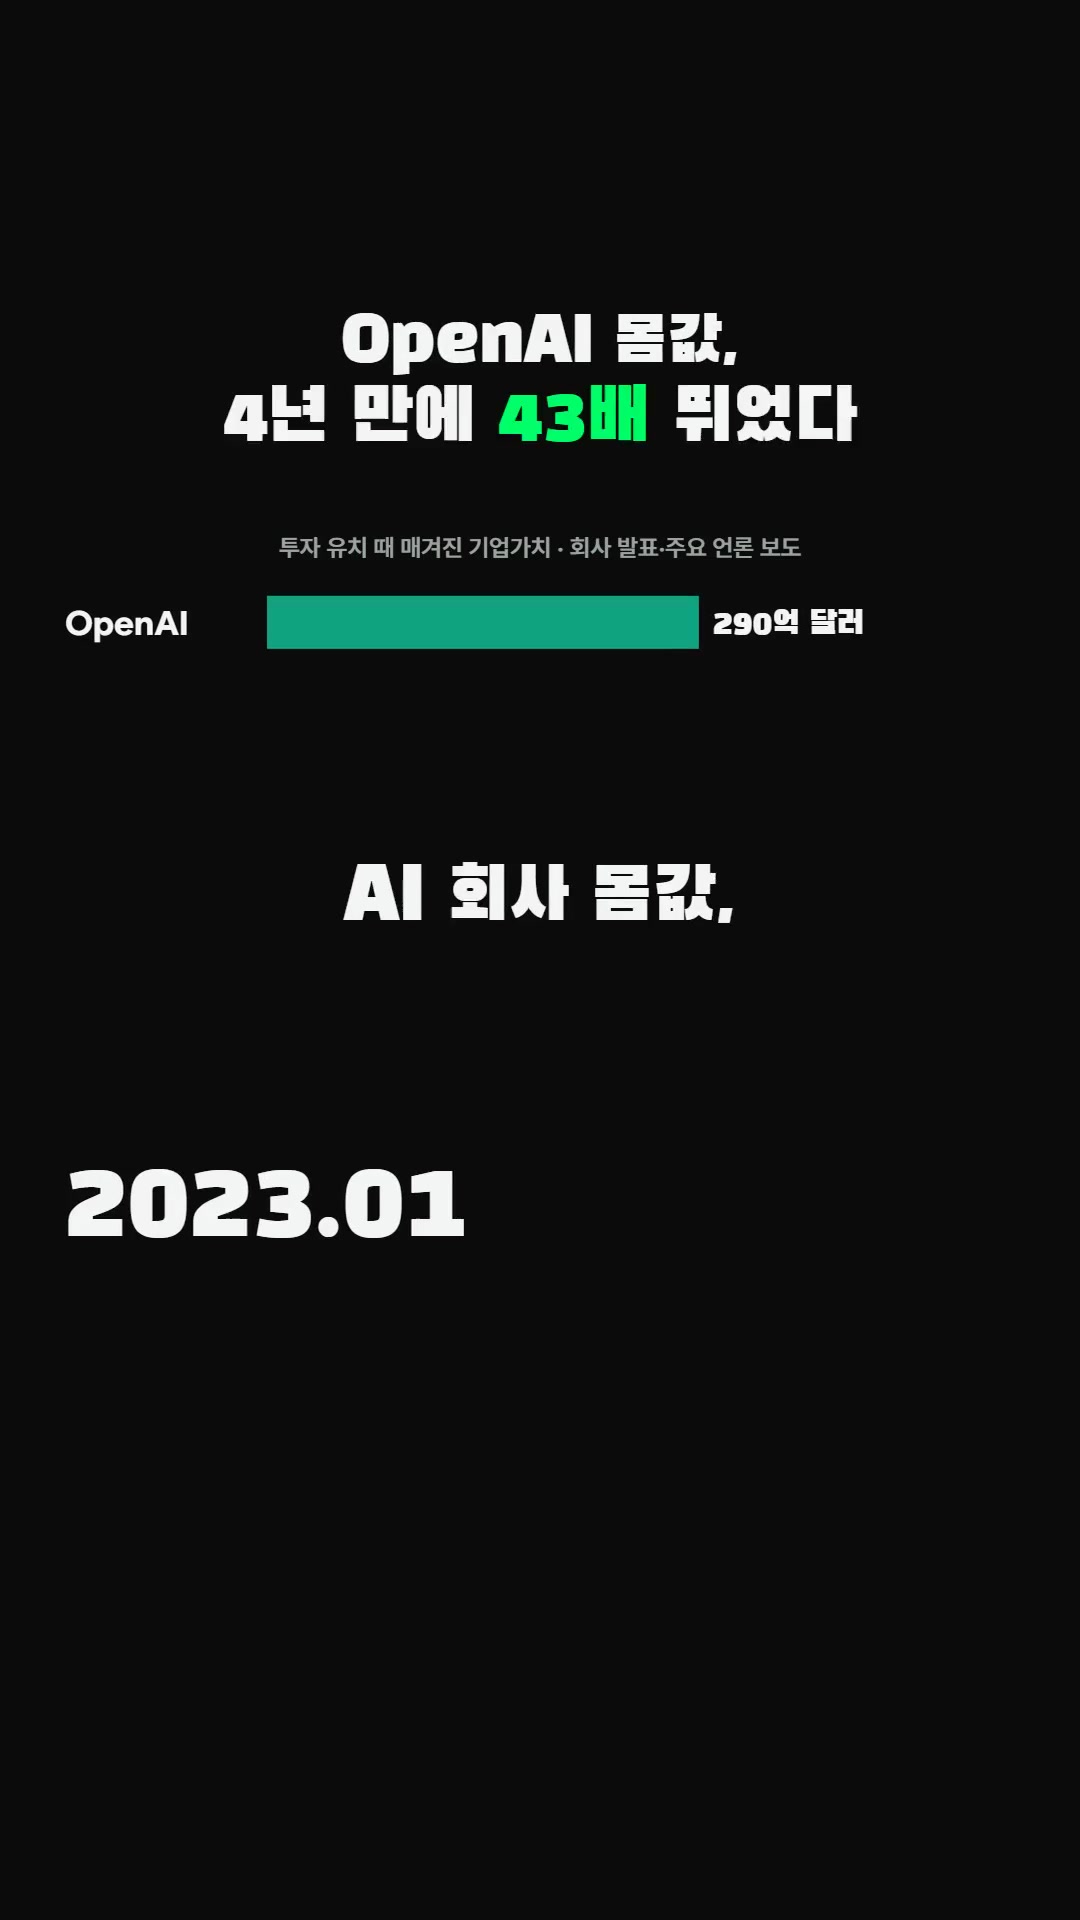 OpenAI 몸값,
4년 만에 43배 뛰었다
투자 유치 때 매겨진 기업가치 · 회사 발표·주요 언론 보도
OpenAI 290억 달러
AI 회사 몸값,
2023.01